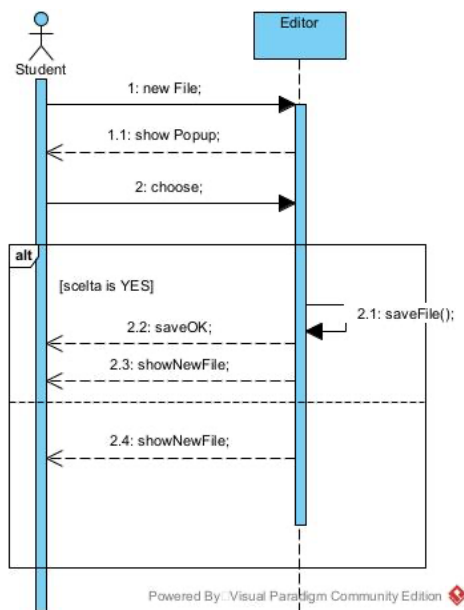 Editor
Student
1: new File;
1.1: show Popup;
2: choose;
alt
[scelta is YES]
2.1: saveFile();
2.2: saveOK;
2.3: showNewFile;
2.4: showNewFile;
Powered By Visual Paradigm Community Edition